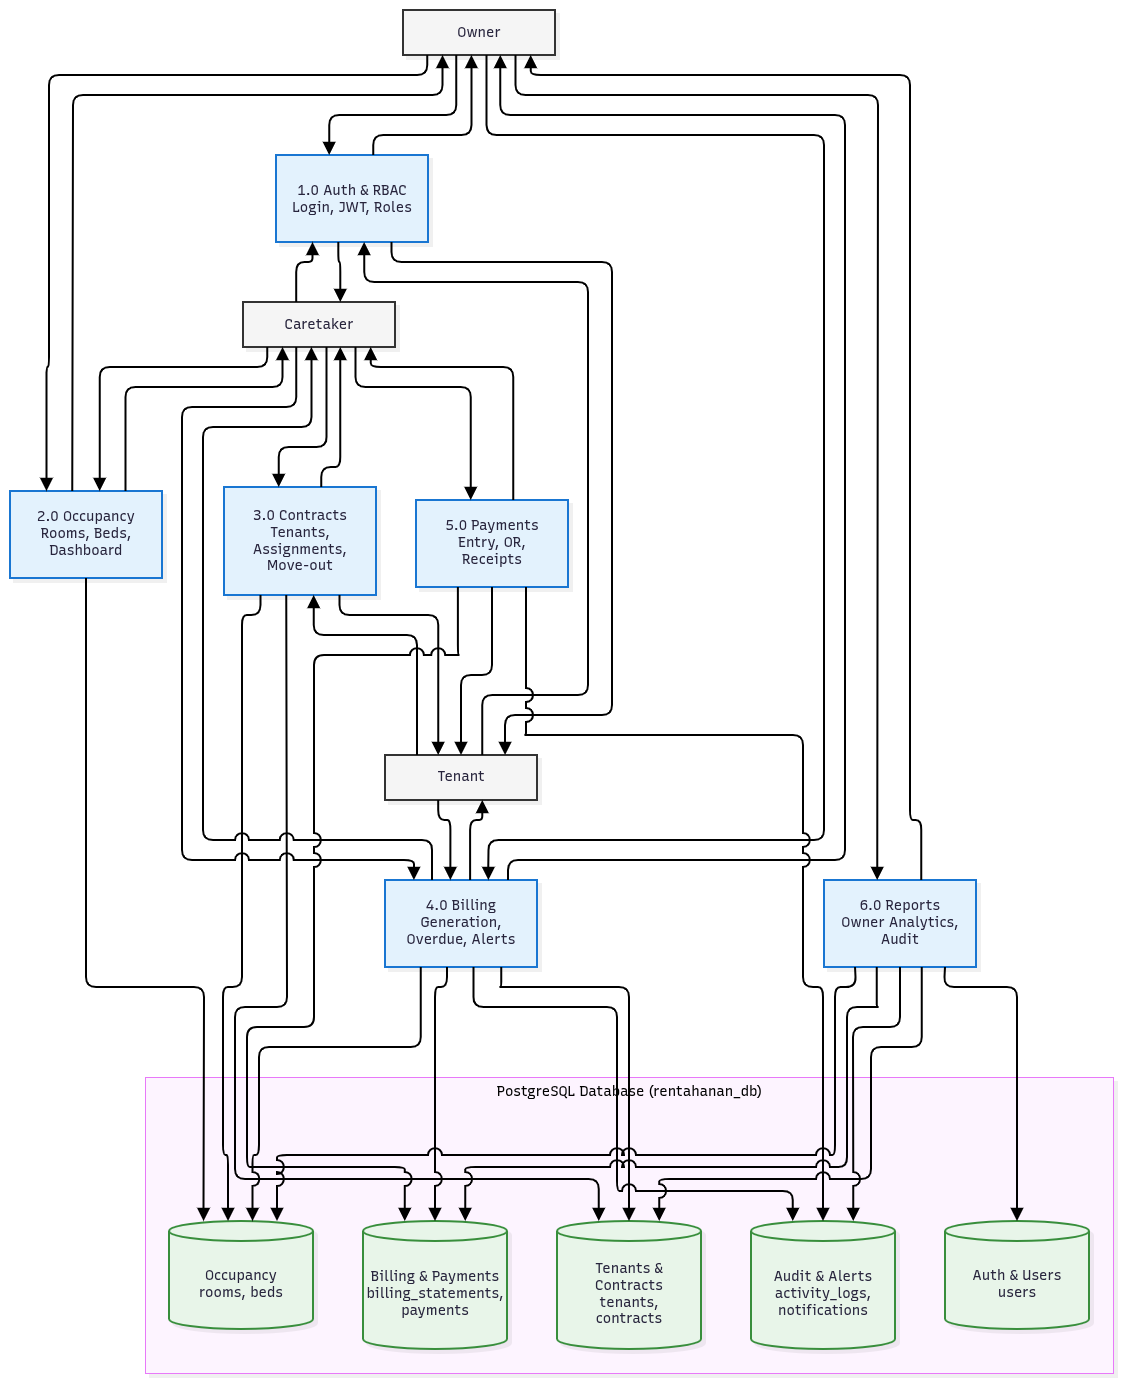 Owner
1.0 Auth & RBAC
Login, JWT, Roles
Caretaker
2.0 Occupancy
Rooms, Beds,
Dashboard
3.0 Contracts
Tenants,
Assignments,
Move-out
5.0 Payments
Entry, OR,
Receipts
Tenant
4.0 Billing
Generation,
Overdue, Alerts
6.0 Reports
Owner Analytics,
Audit
PostgreSQL Database (rentahanan_db)
Occupancy
rooms, beds
Billing & Payments
billing_statements,
payments
Tenants &
Contracts
tenants,
contracts
Audit & Alerts
activity_logs,
notifications
Auth & Users
users